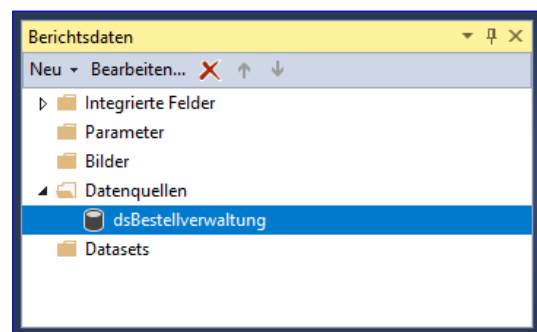 Berichtsdaten
Neu Bearbeiten...
Integrierte Felder
Parameter
Bilder
Datenquellen
dsBestellverwaltung
Datasets